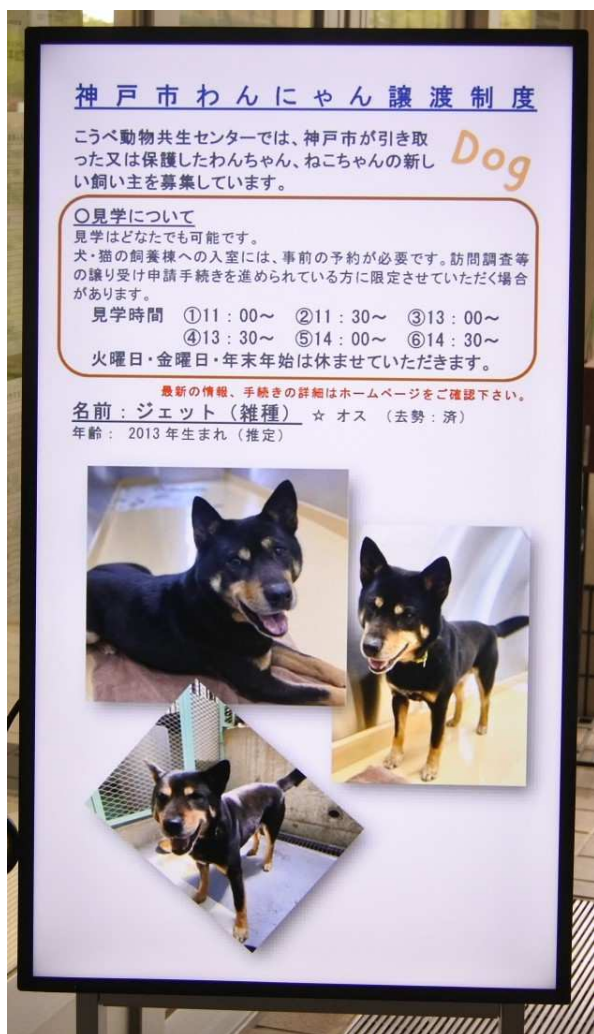 神戸市わんにゃん譲渡制度
こうべ動物共生センターでは、神戸市が引き取
った又は保護したわんちゃん、ねこちゃんの新し
い飼い主を募集しています。
Dog
〇見学について
見学はどなたでも可能です。
犬・猫の飼養棟への入室には、事前の予約が必要です。訪問調査等
の譲り受け申請手続きを進められている方に限定させていただく場合
があります。
見学時間 ①11：00～ ②11：30～ ③13：00～
④13：30～ ⑤14：00～ ⑥14：30～
火曜日・金曜日・年末年始は休ませていただきます。
最新の情報、手続きの詳細はホームページをご確認下さい。
名前：ジェット（雑種） ☆ オス （去勢：済）
年齢： 2013年生まれ（推定）